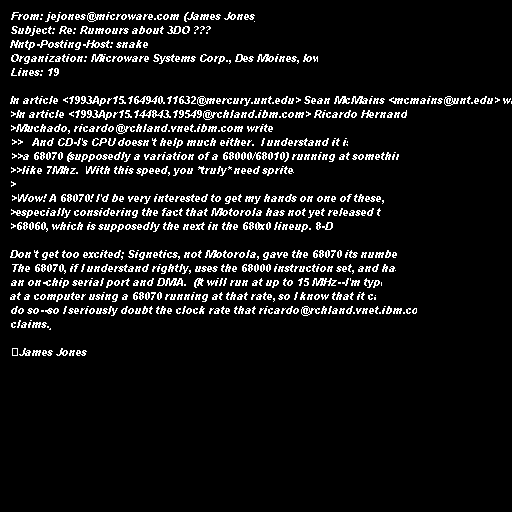 From: jejones@microware.com (James Jones)
Subject: Re: Rumours about 3DO ???
Nntp-Posting-Host: snake
Organization: Microware Systems Corp., Des Moines,
Lines: 19
In article <1993Apr15.164940.11632@mercury.unt.edu> Sean McMains <mcmains@unt.edu>
>In article <1993Apr15.144843.19549@rchland.ibm.com> Ricardo Hernand
>Muchado, ricardo@rchland.vnet.ibm.com write
>> And CD-I's CPU doesn't help much either. I understand it
>>a 68070 (supposedly a variation of a 68000/68010) running at somethin
>>like 7Mhz. With this speed, you *truly* need sprite
>
>Wow! A 68070! I'd be very interested to get my hands on one of these,
>especially considering the fact that Motorola has not yet released t
>68060, which is supposedly the next in the 680x0 lineup. 8-D
Don't get too excited; Signetics, not Motorola, gave the 68070 its numbe
The 68070, if I understand rightly, uses the 68000 instruction set, and ha
an on-chip serial port and DMA. (It will run at up to 15 MHz--I'm typ
at a computer using a 68070 running at that rate, so I know that it
do so--so I seriously doubt the clock rate that ricardo@rchland.vnet.ibm.co
claims.
James Jones